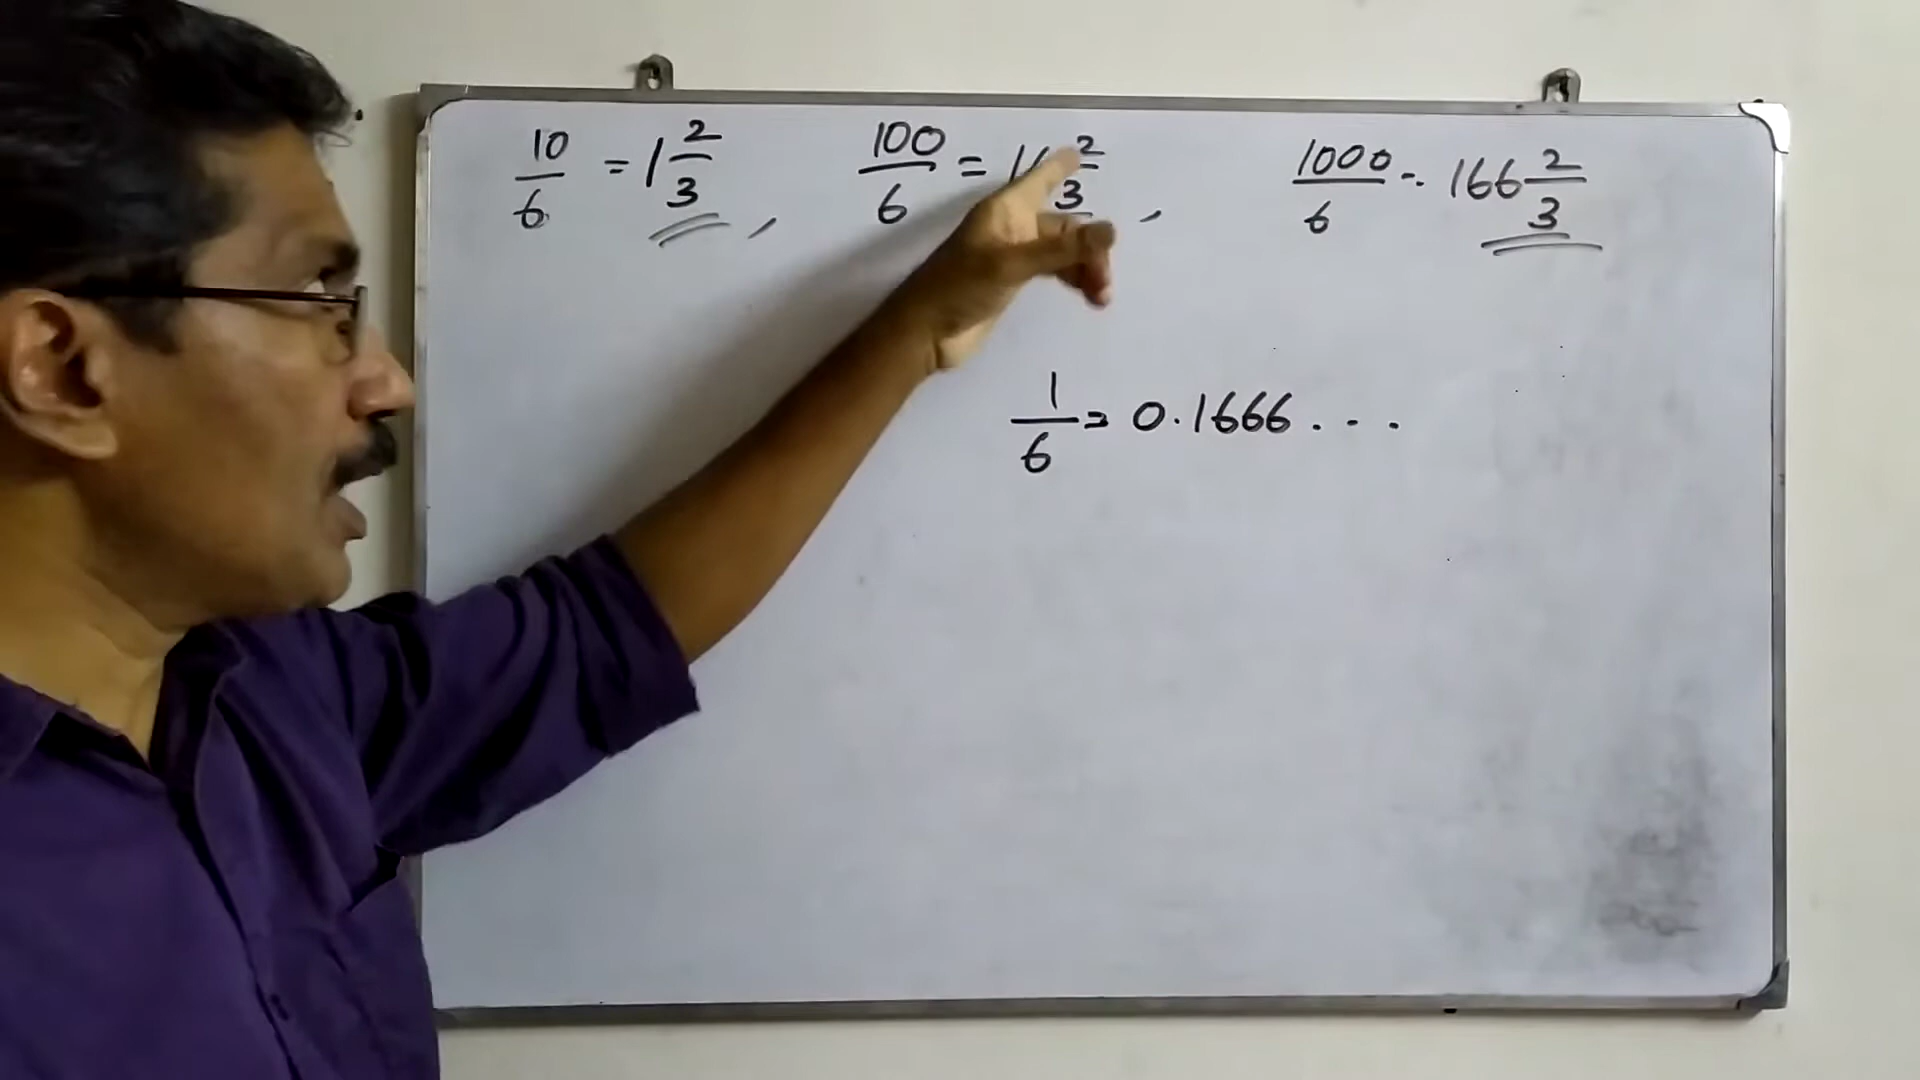 10/6 = 1 2/3 , 100/6 = 16 2/3 , 1000/6 = 166 2/3
1/6 = 0.1666 . . .